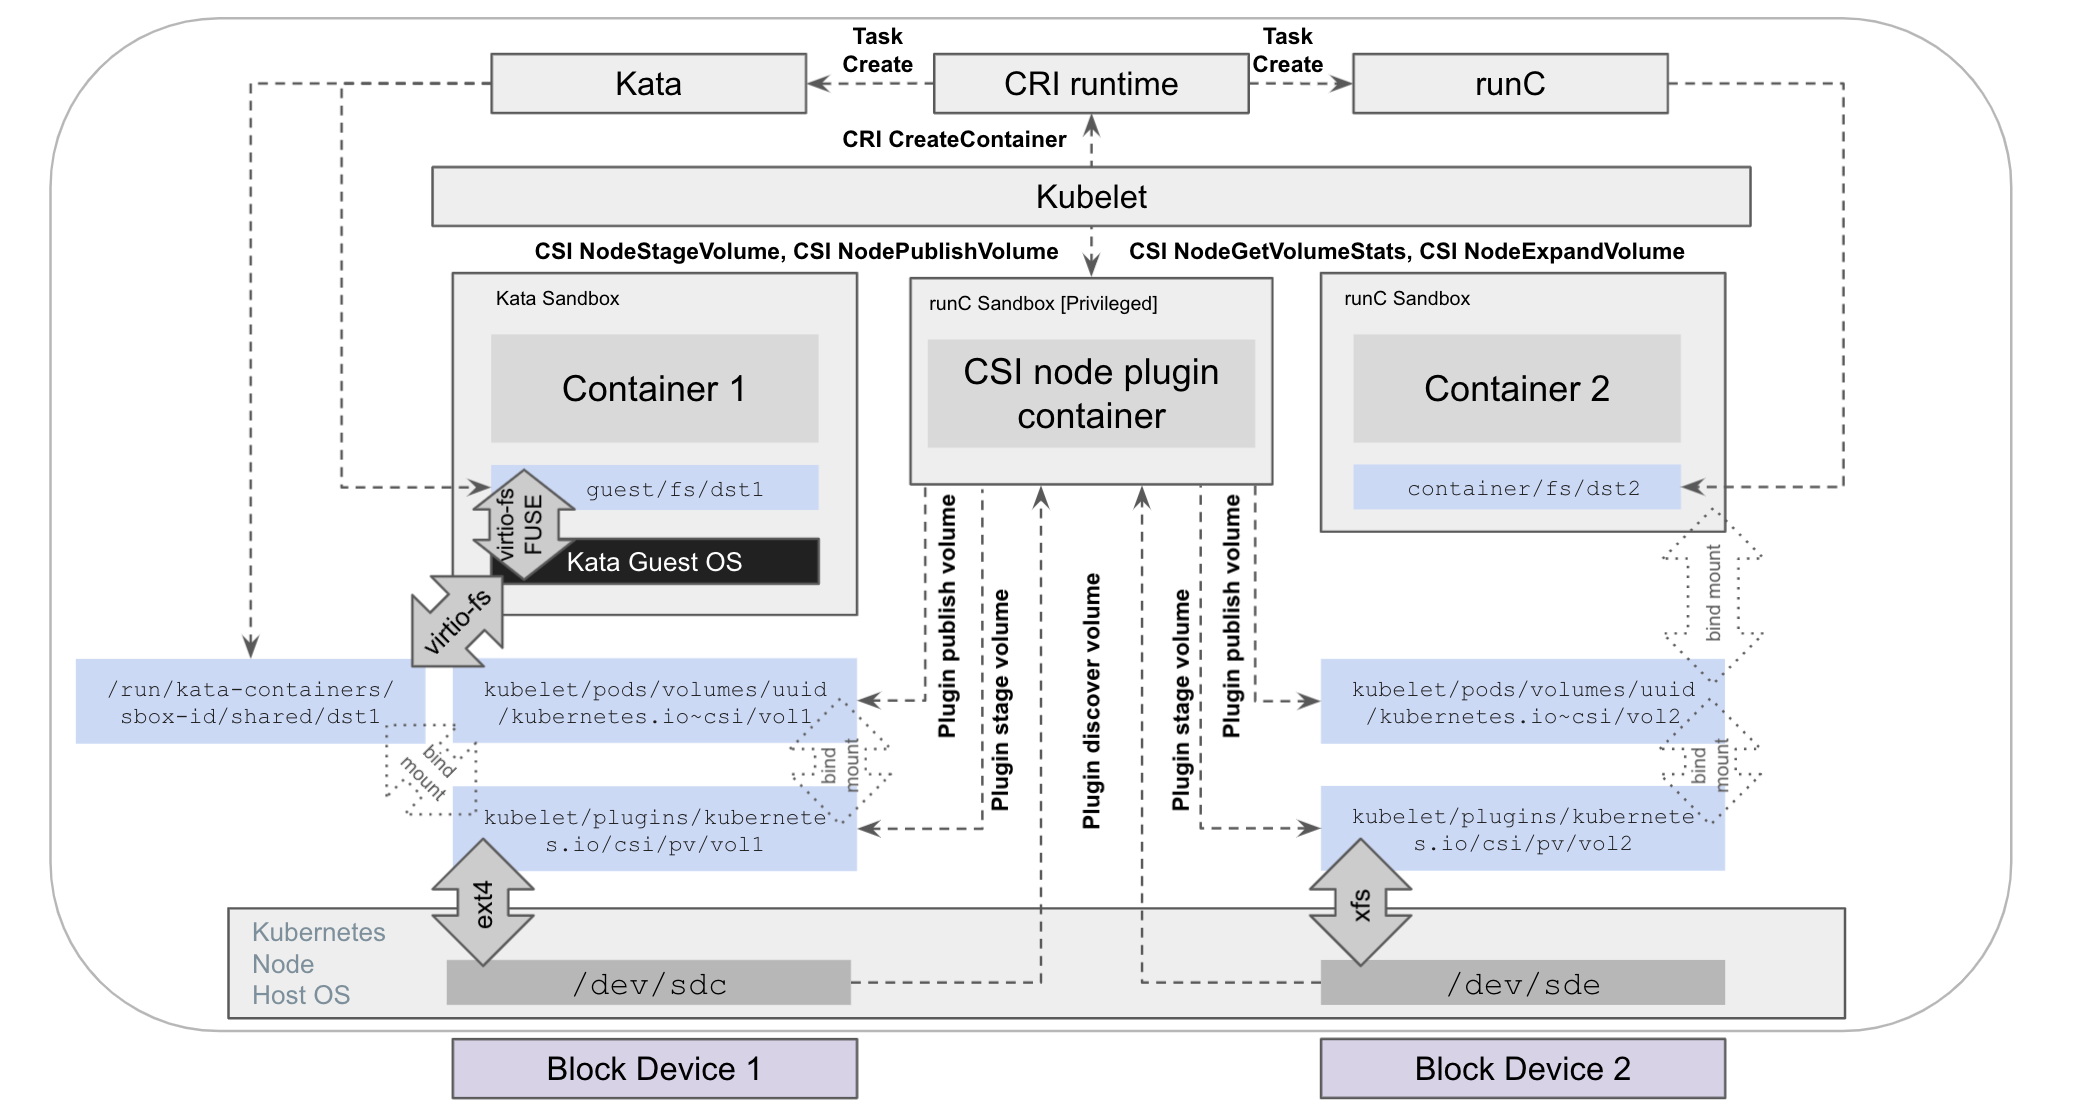 Task
Create
Task
Create
Kata
CRI runtime
runC
CRI CreateContainer
Kubelet
CSI NodeStageVolume, CSI NodePublishVolume
CSI NodeGetVolumeStats, CSI NodeExpandVolume
Kata Sandbox
Container 1
guest/fs/dst1
virtio-fs
FUSE
Kata Guest OS
virtio-fs
runC Sandbox [Privileged]
CSI node plugin
container
runC Sandbox
Container 2
container/fs/dst2
bind mount
Plugin publish volume
Plugin stage volume
Plugin discover volume
Plugin stage volume
Plugin publish volume
/run/kata-containers/
sbox-id/shared/dst1
kubelet/pods/volumes/uuid
/kubernetes.io~csi/vol1
kubelet/pods/volumes/uuid
/kubernetes.io~csi/vol2
bind
mount
bind
mount
bind
mount
kubelet/plugins/kubernete
s.io/csi/pv/vol1
kubelet/plugins/kubernete
s.io/csi/pv/vol2
ext4
xfs
Kubernetes
Node
Host OS
/dev/sdc
/dev/sde
Block Device 1
Block Device 2